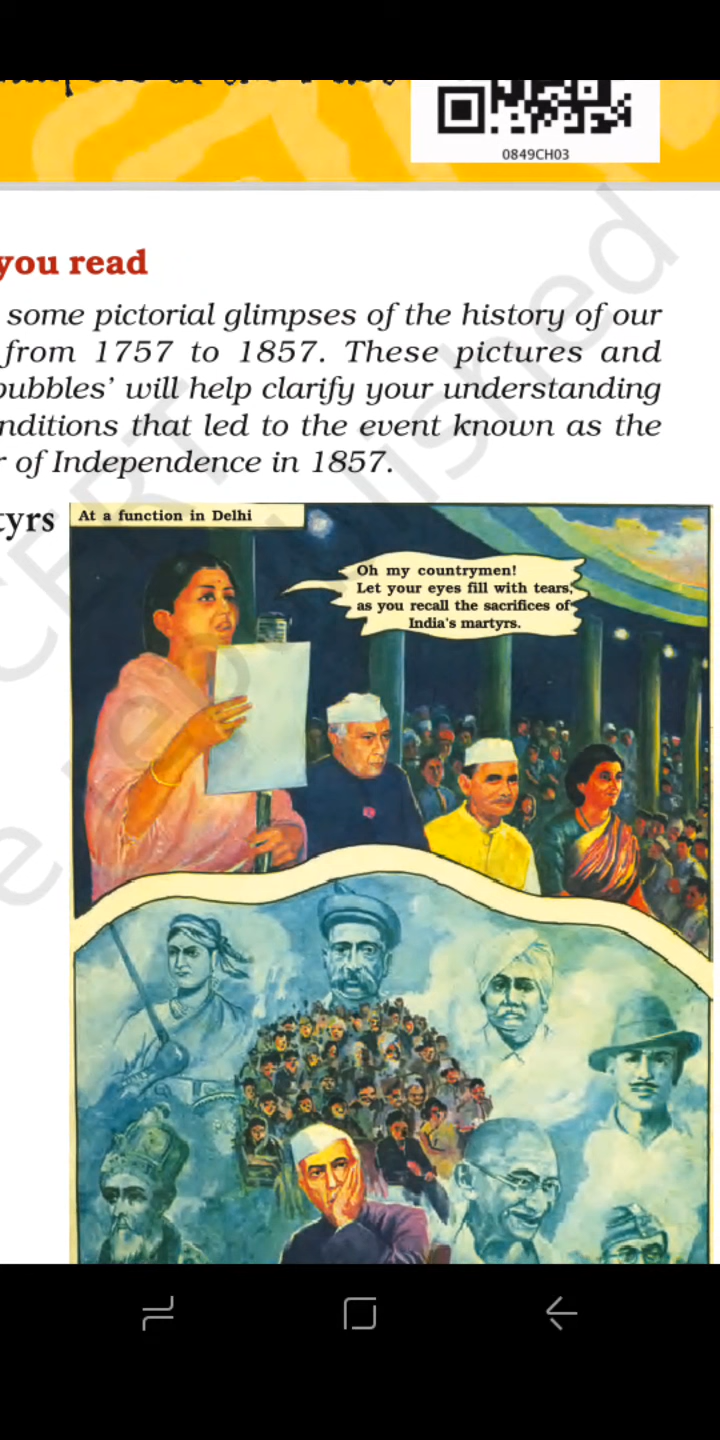 0849CH03
you read
some pictorial glimpses of the history of our
from 1757 to 1857. These pictures and
bubbles’ will help clarify your understanding
nditions that led to the event known as the
r of Independence in 1857.
tyrs
At a function in Delhi
Oh my countrymen!
Let your eyes fill with tears,
as you recall the sacrifices of
India's martyrs.